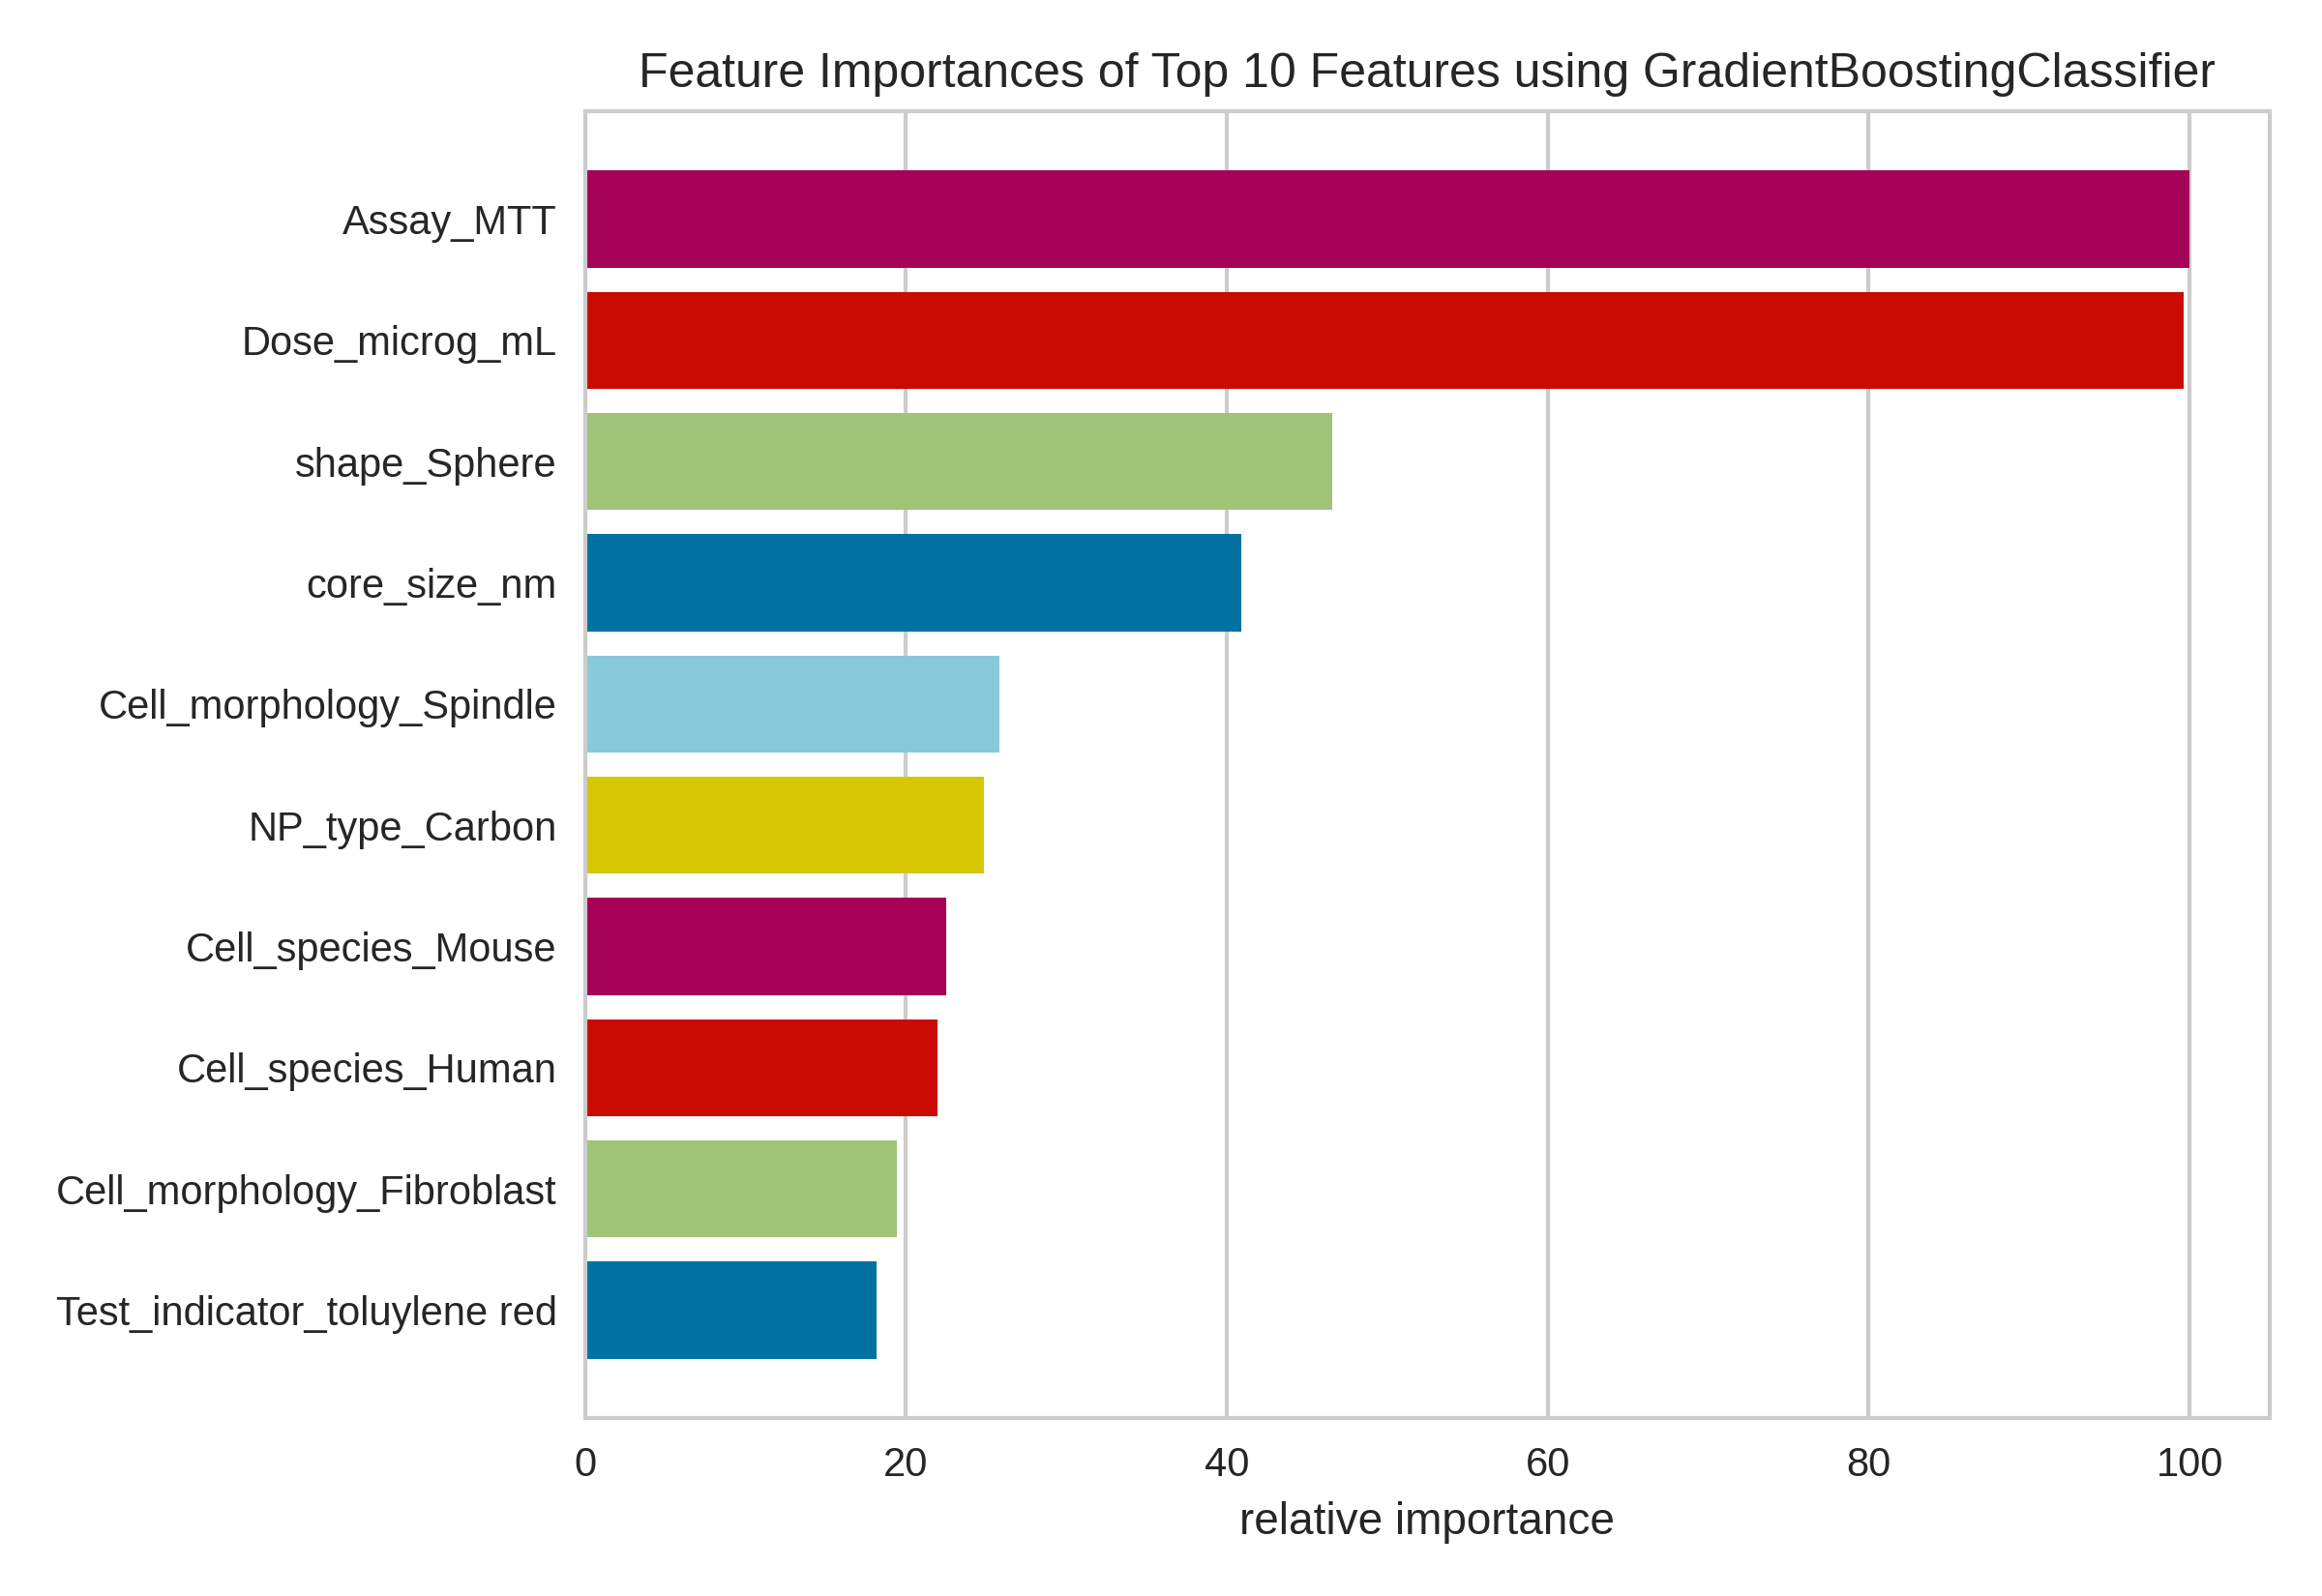 Feature Importances of Top 10 Features using GradientBoostingClassifier
Assay_MTT
Dose_microg_mL
shape_Sphere
core_size_nm
Cell_morphology_Spindle
NP_type_Carbon
Cell_species_Mouse
Cell_species_Human
Cell_morphology_Fibroblast
Test_indicator_toluylene red
0 20 40 60 80 100
relative importance